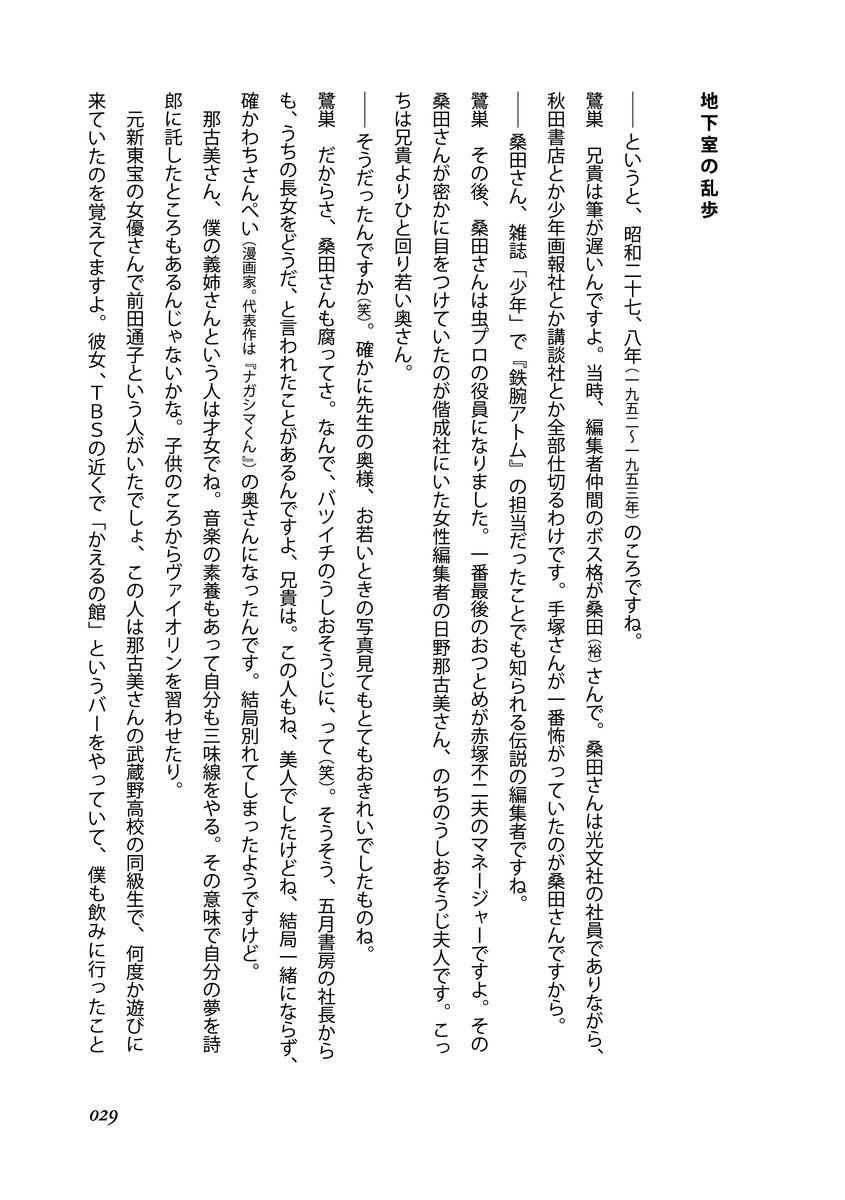 地下室の乱歩
――というと、昭和二十七、八年（一九五二～一九五三年）のころですね。
鷺巣　兄貴は筆が遅いんですよ。当時、編集者仲間のボス格が桑田（裕）さんで。桑田さんは光文社の社員でありながら、
秋田書店とか少年画報社とか講談社とか全部仕切るわけです。手塚さんが一番怖がっていたのが桑田さんですから。
――桑田さん、雑誌「少年」で『鉄腕アトム』の担当だったことでも知られる伝説の編集者ですね。
鷺巣　その後、桑田さんは虫プロの役員になりました。一番最後のおつとめが赤塚不二夫のマネージャーですよ。その
桑田さんが密かに目をつけていたのが偕成社にいた女性編集者の日野那古美さん、のちのうしおそうじ夫人です。こっ
ちは兄貴よりひと回り若い奥さん。
――そうだったんですか（笑）。確かに先生の奥様、お若いときの写真見てもとてもおきれいでしたものね。
鷺巣　だからさ、桑田さんも腐ってさ。なんで、バツイチのうしおそうじに、って（笑）。そうそう、五月書房の社長から
も、うちの長女をどうだ、と言われたことがあるんですよ、兄貴は。この人もね、美人でしたけどね、結局一緒にならず、
確かわちさんぺい（漫画家。代表作は『ナガシマくん』）の奥さんになったんです。結局別れてしまったようですけど。
那古美さん、僕の義姉さんという人は才女でね。音楽の素養もあって自分も三味線をやる。その意味で自分の夢を詩
郎に託したところもあるんじゃないかな。子供のころからヴァイオリンを習わせたり。
元新東宝の女優さんで前田通子という人がいたでしょ、この人は那古美さんの武蔵野高校の同級生で、何度か遊びに
来ていたのを覚えてますよ。彼女、ＴＢＳの近くで「かえるの館」というバーをやっていて、僕も飲みに行ったこと
029